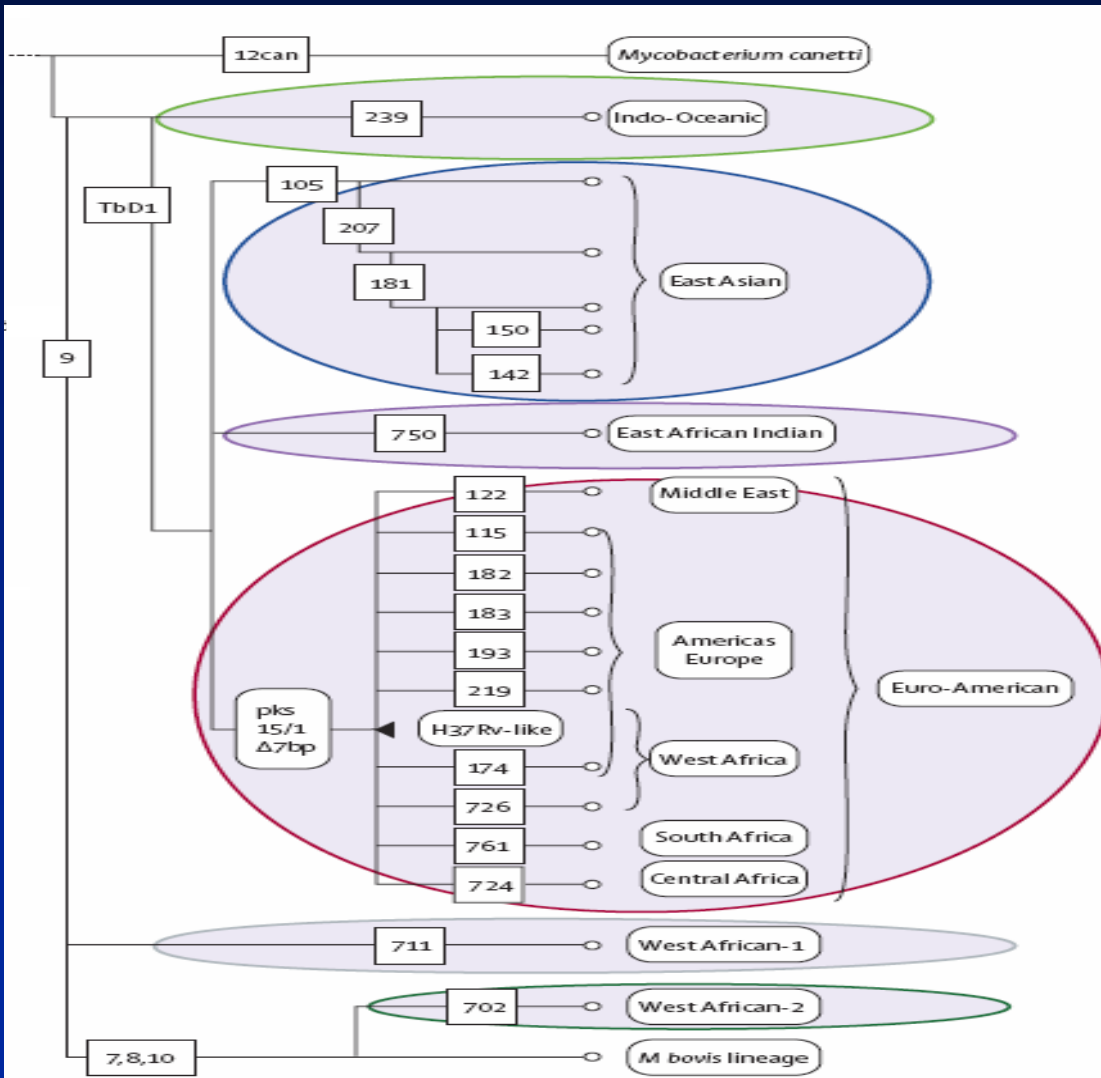 12can
Mycobacterium canetti
239
Indo-Oceanic
TbD1
105
207
181
150
142
East Asian
9
750
East African Indian
122
Middle East
115
182
183
193
219
Americas
Europe
Euro-American
pks
15/1
Δ7bp
H37Rv-like
174
West Africa
726
761
South Africa
724
Central Africa
711
West African-1
702
West African-2
7,8,10
M bovis lineage